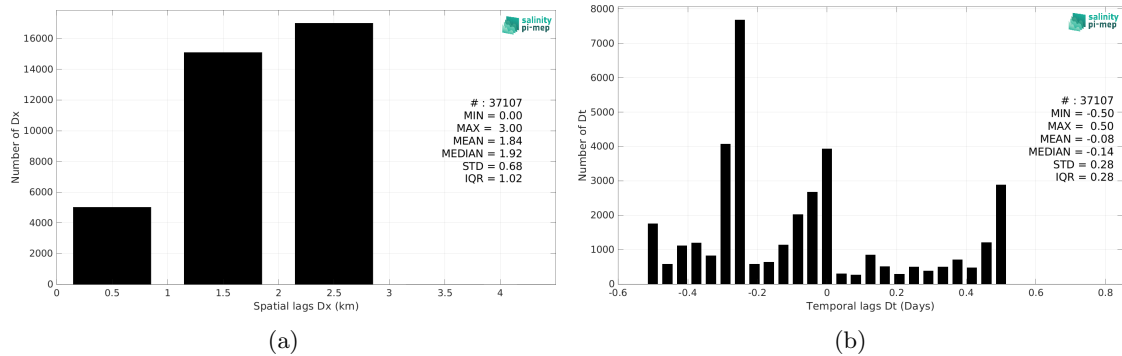 salinity
pi-mep
16000
14000
12000
10000
8000
6000
4000
2000
0
Number of Dx
# : 37107
MIN = 0.00
MAX = 3.00
MEAN = 1.84
MEDIAN = 1.92
STD = 0.68
IQR = 1.02
0 0.5 1 1.5 2 2.5 3 3.5 4
Spatial lags Dx (km)
(a)
salinity
pi-mep
8000
7000
6000
5000
4000
3000
2000
1000
0
Number of Dt
# : 37107
MIN = -0.50
MAX = 0.50
MEAN = -0.08
MEDIAN = -0.14
STD = 0.28
IQR = 0.28
-0.6 -0.4 -0.2 0 0.2 0.4 0.6 0.8
Temporal lags Dt (Days)
(b)